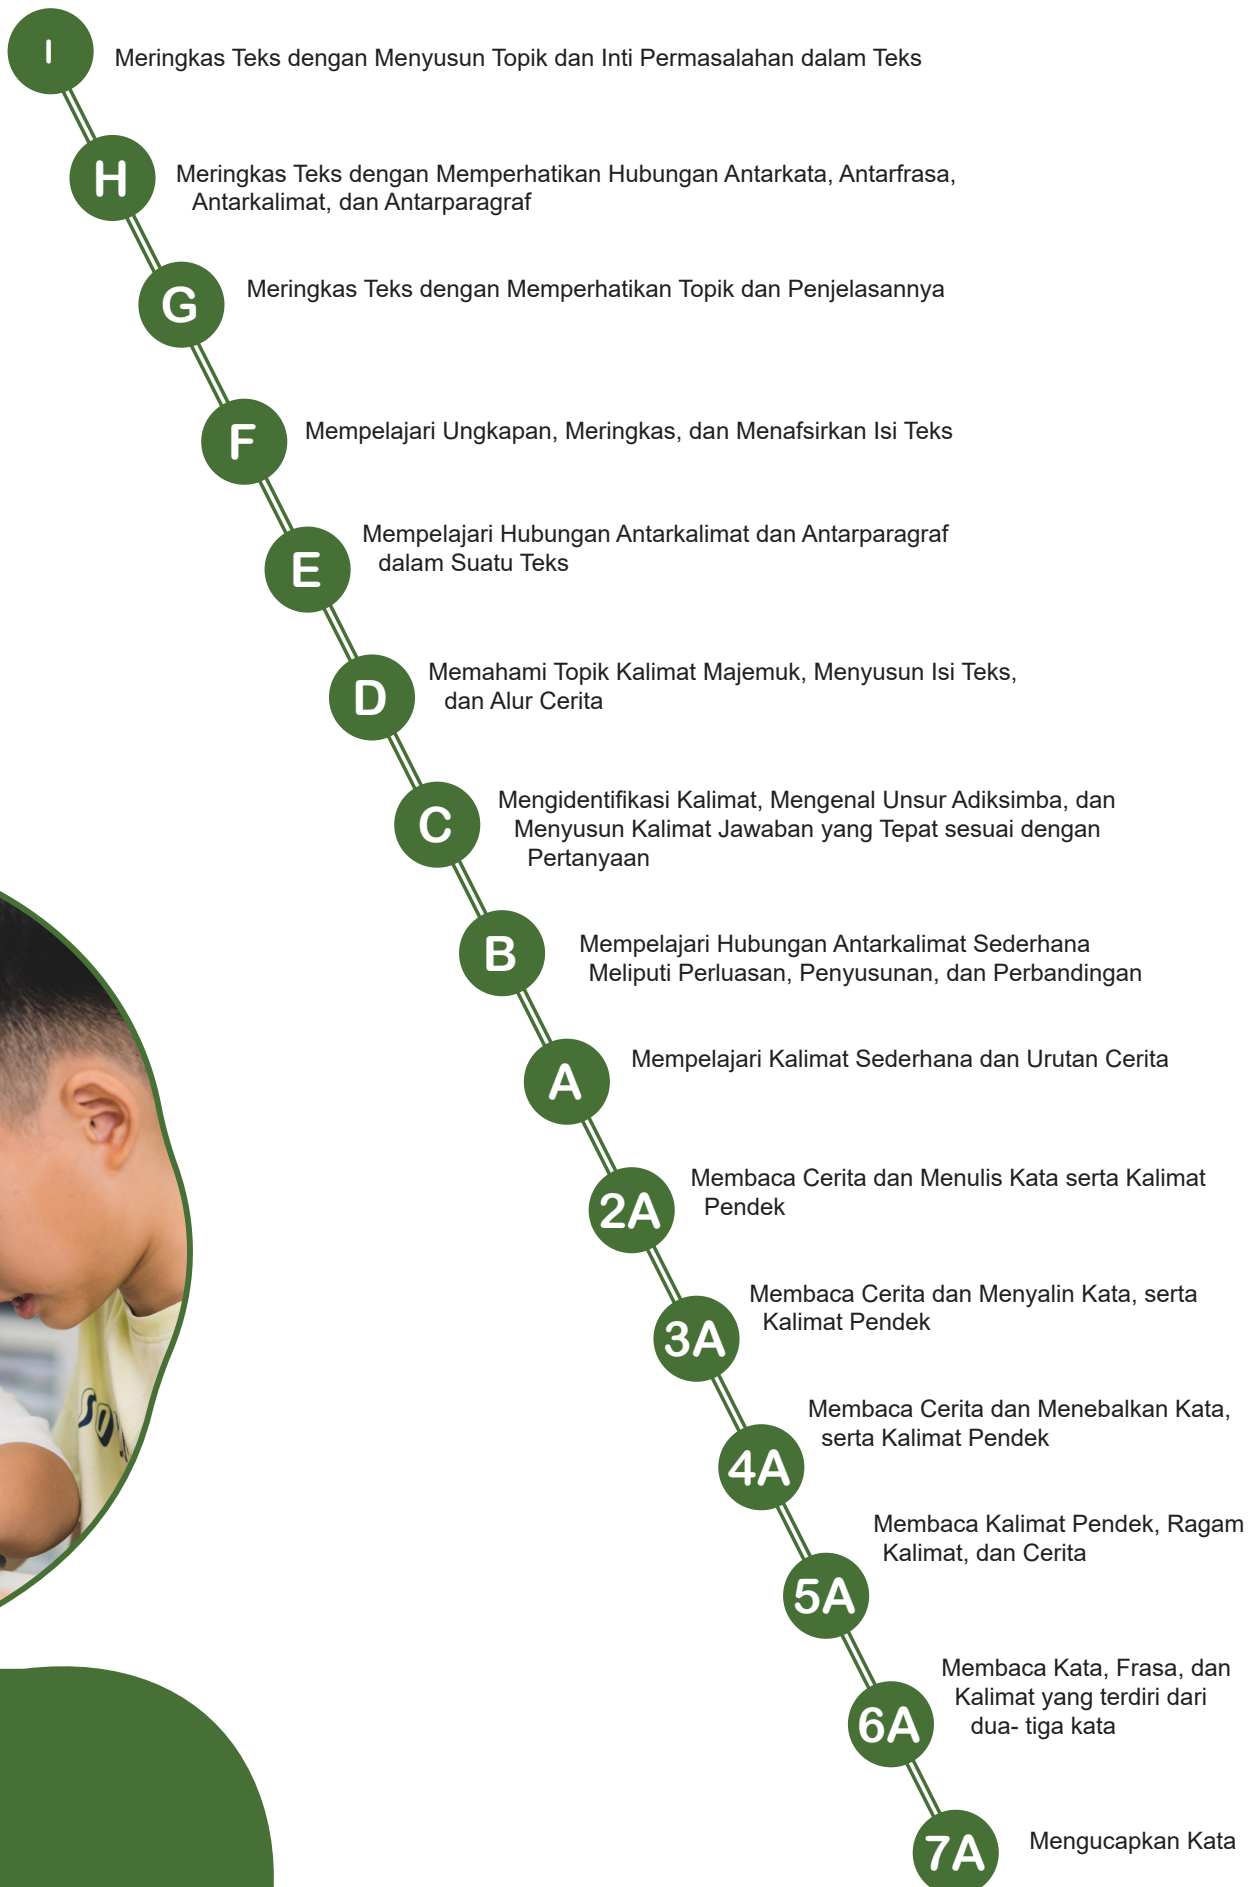 I
Meringkas Teks dengan Menyusun Topik dan Inti Permasalahan dalam Teks
H
Meringkas Teks dengan Memperhatikan Hubungan Antarkata, Antarfrasa,
Antarkalimat, dan Antarparagraf
G
Meringkas Teks dengan Memperhatikan Topik dan Penjelasannya
F
Mempelajari Ungkapan, Meringkas, dan Menafsirkan Isi Teks
E
Mempelajari Hubungan Antarkalimat dan Antarparagraf
dalam Suatu Teks
D
Memahami Topik Kalimat Majemuk, Menyusun Isi Teks,
dan Alur Cerita
C
Mengidentifikasi Kalimat, Mengenal Unsur Adiksimba, dan
Menyusun Kalimat Jawaban yang Tepat sesuai dengan
Pertanyaan
B
Mempelajari Hubungan Antarkalimat Sederhana
Meliputi Perluasan, Penyusunan, dan Perbandingan
A
Mempelajari Kalimat Sederhana dan Urutan Cerita
2A
Membaca Cerita dan Menulis Kata serta Kalimat
Pendek
3A
Membaca Cerita dan Menyalin Kata, serta
Kalimat Pendek
4A
Membaca Cerita dan Menebalkan Kata,
serta Kalimat Pendek
5A
Membaca Kalimat Pendek, Ragam
Kalimat, dan Cerita
6A
Membaca Kata, Frasa, dan
Kalimat yang terdiri dari
dua- tiga kata
7A
Mengucapkan Kata